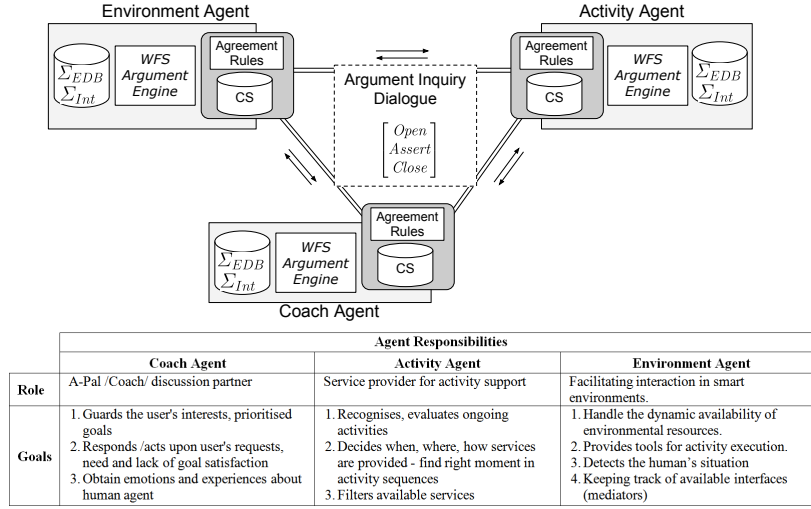 Environment Agent
Activity Agent
Σ_EDB
Σ_Int
WFS
Argument
Engine
Agreement
Rules
CS
Argument Inquiry
Dialogue
Open
Assert
Close
Agreement
Rules
CS
WFS
Argument
Engine
Σ_EDB
Σ_Int
Σ_EDB
Σ_Int
WFS
Argument
Engine
Agreement
Rules
CS
Coach Agent
Agent Responsibilities
Coach Agent
Activity Agent
Environment Agent
Role
A-Pal /Coach/ discussion partner
Service provider for activity support
Facilitating interaction in smart
environments.
Goals
1. Guards the user's interests, prioritised
goals
2. Responds /acts upon user's requests,
need and lack of goal satisfaction
3. Obtain emotions and experiences about
human agent
1. Recognises, evaluates ongoing
activities
2. Decides when, where, how services
are provided - find right moment in
activity sequences
3. Filters available services
1. Handle the dynamic availability of
environmental resources.
2. Provides tools for activity execution.
3. Detects the human's situation
4. Keeping track of available interfaces
(mediators)